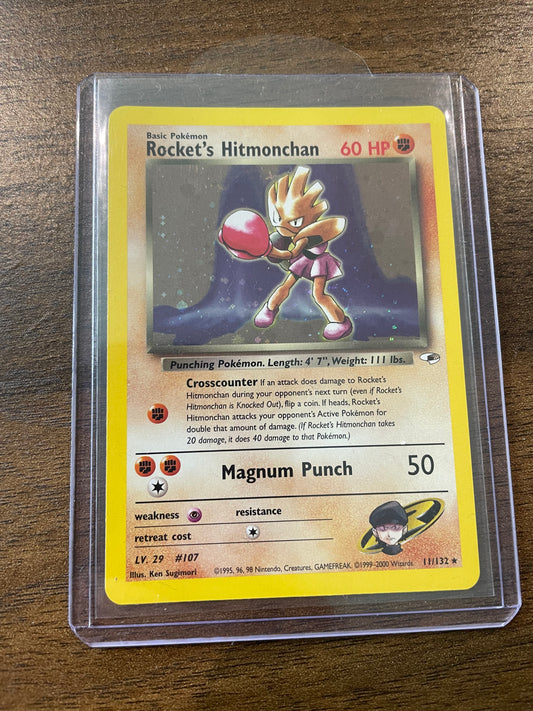 Basic Pokémon
Rocket's Hitmonchan 60 HP
Punching Pokémon. Length: 4' 7", Weight: 111 lbs.
Crosscounter If an attack does damage to Rocket's
Hitmonchan during your opponent's next turn (even if Rocket's
Hitmonchan is Knocked Out), flip a coin. If heads, Rocket's
Hitmonchan attacks your opponent's Active Pokémon for
double that amount of damage. (If Rocket's Hitmonchan takes
20 damage, it does 40 damage to that Pokémon.)
Magnum Punch 50
weakness resistance
retreat cost
LV. 29 #107
Illus. Ken Sugimori ©1995, 96, 98 Nintendo, Creatures, GAMEFREAK. ©1999-2000 Wizards. 11/132 ★